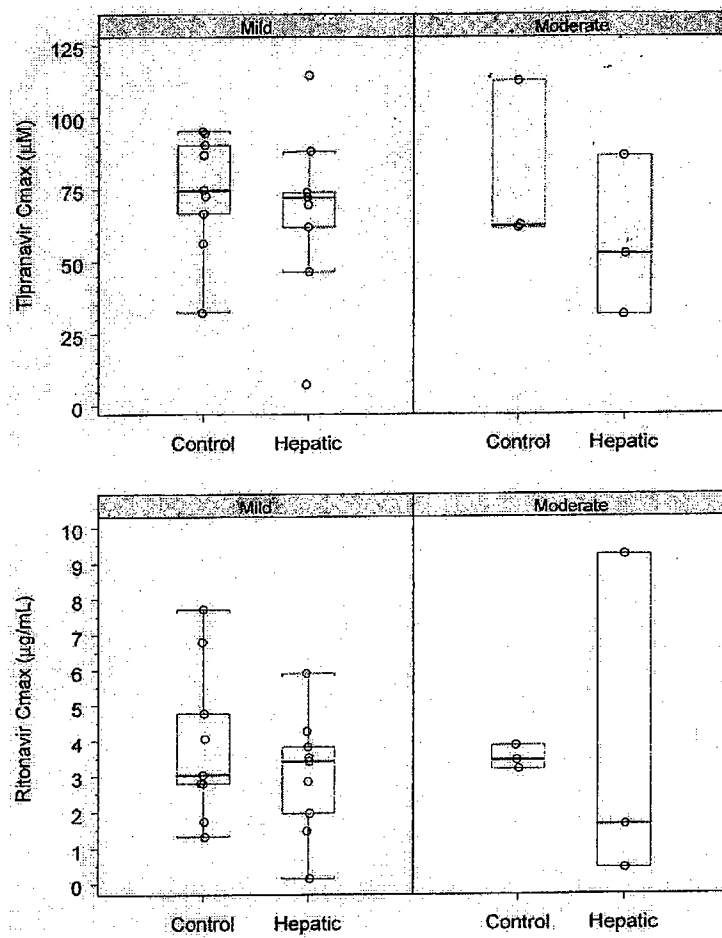 Mild Moderate
125
100
75
50
25
0
Tipranavir Cmax (µM)
Control Hepatic Control Hepatic
Mild Moderate
10
9
8
7
6
5
4
3
2
1
0
Ritonavir Cmax (µg/mL)
Control Hepatic Control Hepatic